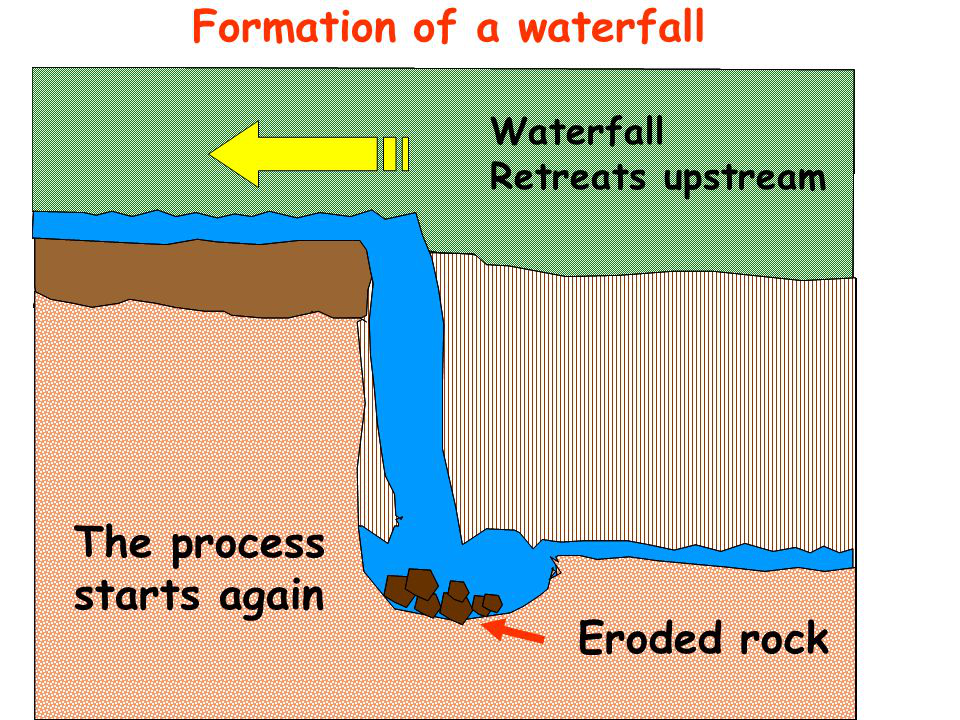 Formation of a waterfall
Waterfall
Retreats upstream
The process
starts again
Eroded rock